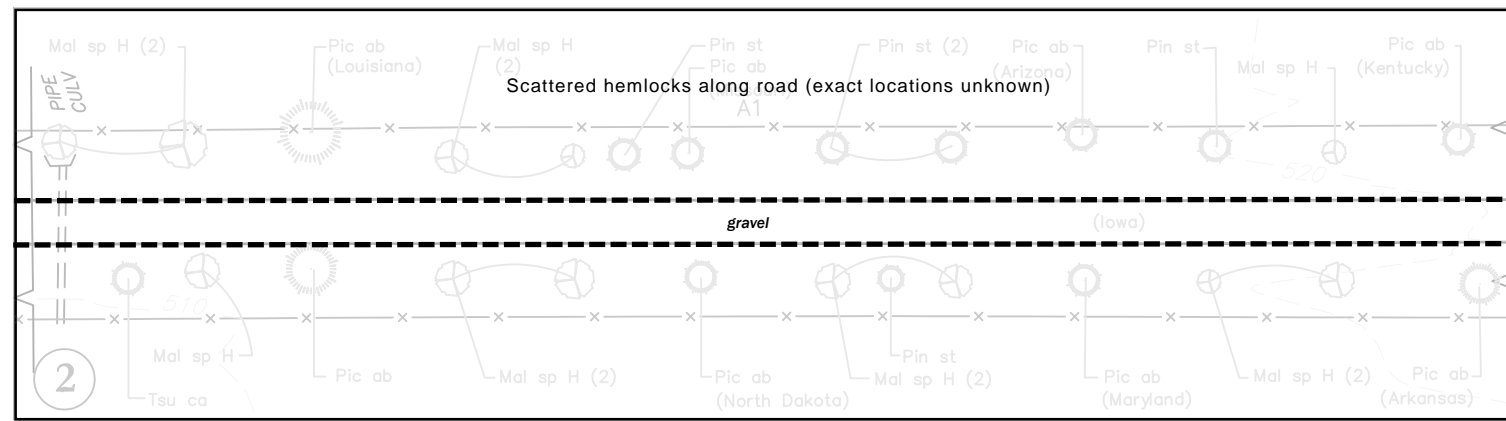 Mal sp H (2)
Pic ab
(Louisiana)
Mal sp H
(2)
Pin st
Pic ab
Pin st (2)
Pic ab
(Arizona)
Pin st
Mal sp H
Pic ab
(Kentucky)
PIPE
CULV
Scattered hemlocks along road (exact locations unknown)
A1
520
gravel
(Iowa)
510
Mal sp H
Pic ab
Mal sp H (2)
Pic ab
(North Dakota)
Pin st
Mal sp H (2)
Pic ab
(Maryland)
Mal sp H (2)
Pic ab
(Arkansas)
2
Tsu ca